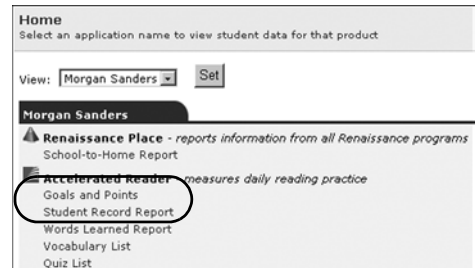 Home
Select an application name to view student data for that product
View: Morgan Sanders Set
Morgan Sanders
Renaissance Place - reports information from all Renaissance programs
School-to-Home Report
Accelerated Reader - measures daily reading practice
Goals and Points
Student Record Report
Words Learned Report
Vocabulary List
Quiz List